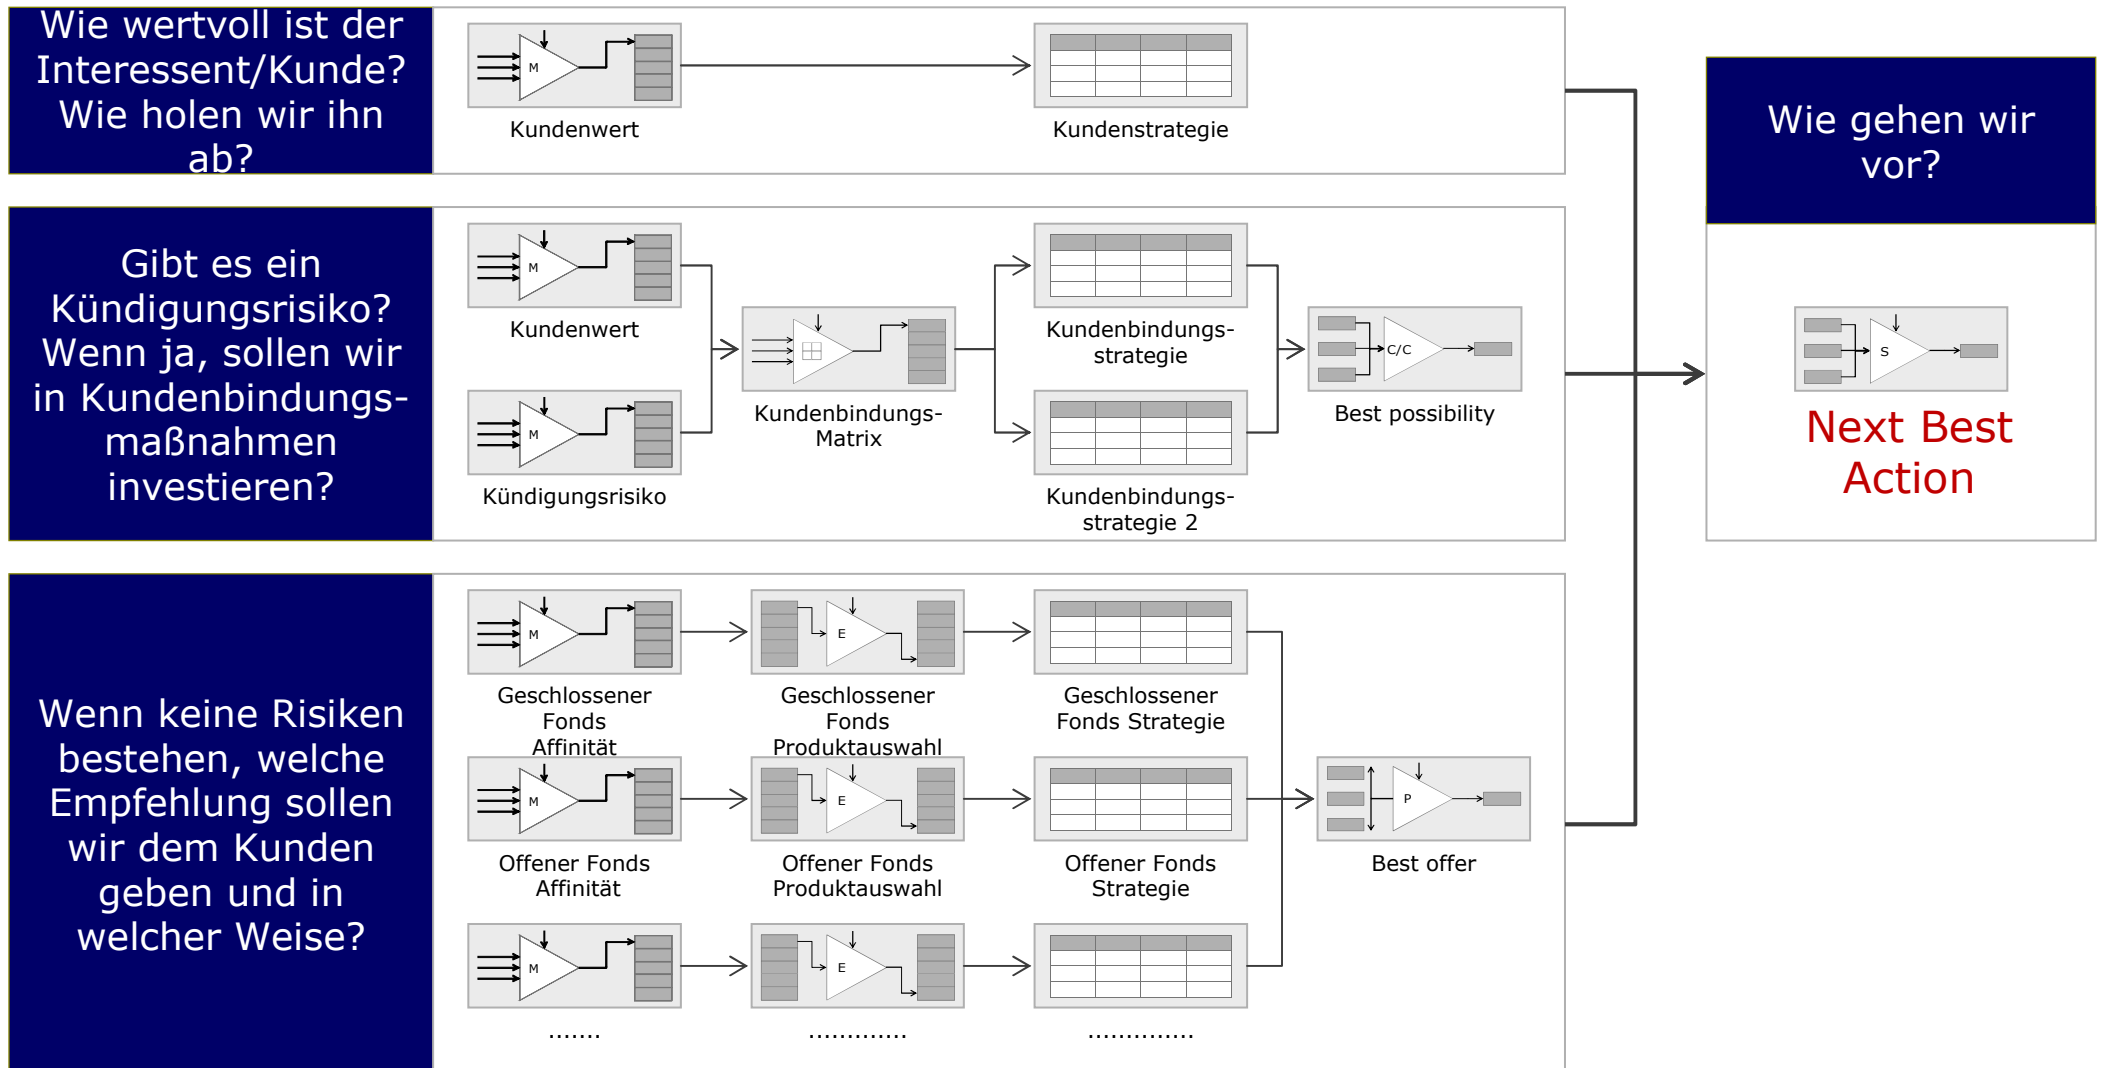 Wie wertvoll ist der
Interessent/Kunde?
Wie holen wir ihn
ab?
M
Kundenwert
Kundenstrategie
Wie gehen wir
vor?
Gibt es ein
Kündigungsrisiko?
Wenn ja, sollen wir
in Kundenbindungs-
maßnahmen
investieren?
M
Kundenwert
M
Kündigungsrisiko
Kundenbindungs-
Matrix
Kundenbindungs-
strategie
Kundenbindungs-
strategie 2
C/C
Best possibility
S
Next Best
Action
Wenn keine Risiken
bestehen, welche
Empfehlung sollen
wir dem Kunden
geben und in
welcher Weise?
M
Geschlossener
Fonds
Affinität
E
Geschlossener
Fonds
Produktauswahl
Geschlossener
Fonds Strategie
M
Offener Fonds
Affinität
E
Offener Fonds
Produktauswahl
Offener Fonds
Strategie
P
Best offer
M
.......
E
.............
..............